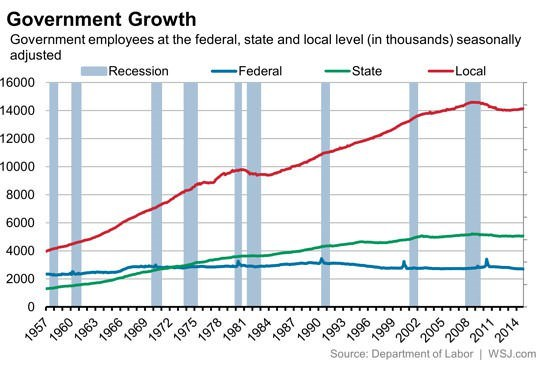 Government Growth
Government employees at the federal, state and local level (in thousands) seasonally
adjusted
Recession Federal State Local
16000
14000
12000
10000
8000
6000
4000
2000
0
1957 1960 1963 1966 1969 1972 1975 1978 1981 1984 1987 1990 1993 1996 1999 2002 2005 2008 2011 2014
Source: Department of Labor | WSJ.com